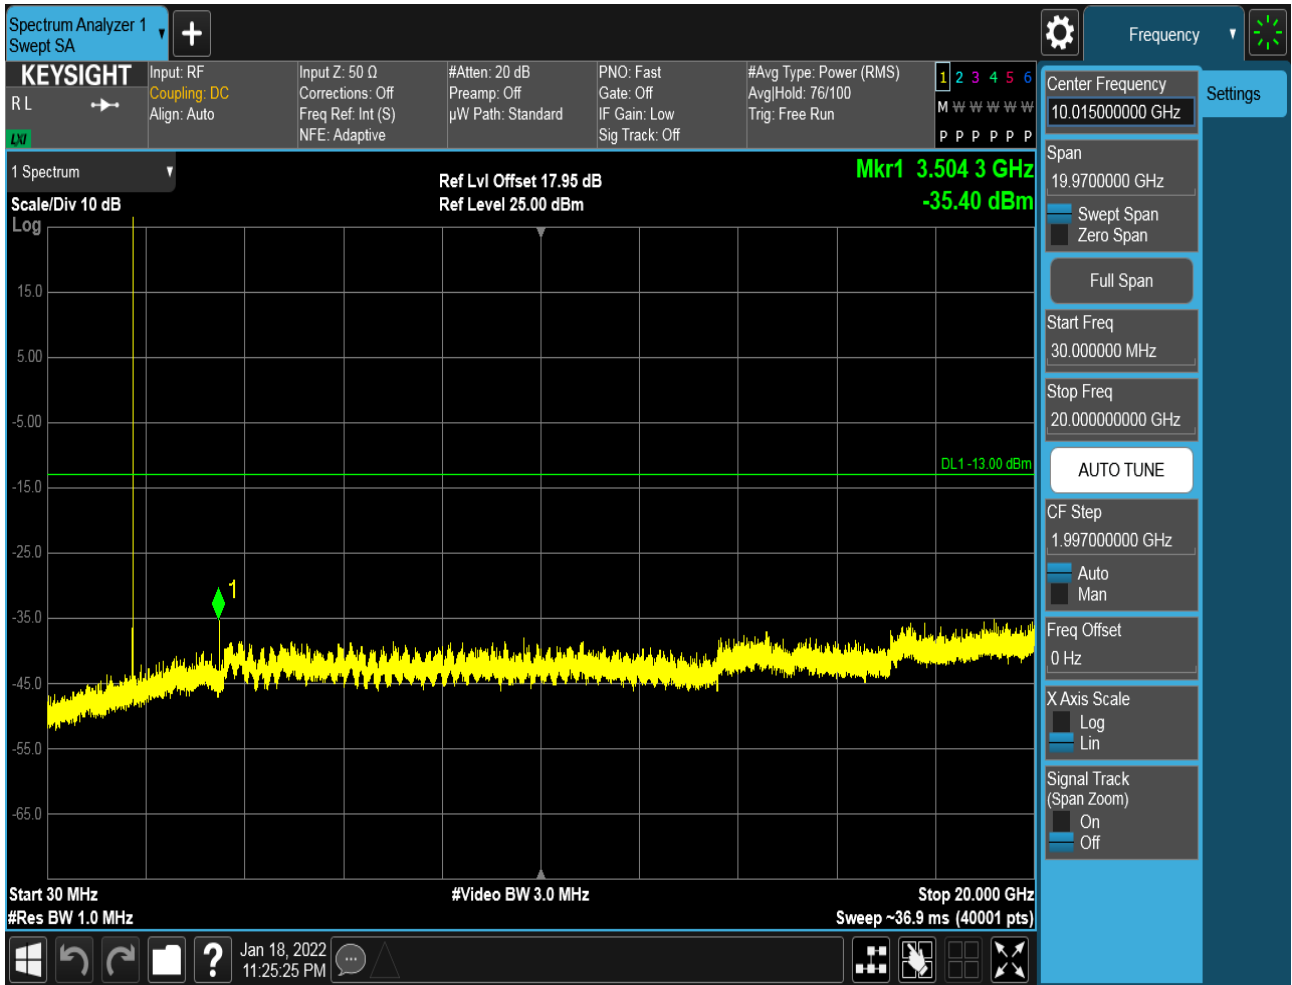 Spectrum Analyzer 1
Swept SA
Frequency
KEYSIGHT
R L
LXI
Input: RF
Coupling: DC
Align: Auto
Input Z: 50 Ω
Corrections: Off
Freq Ref: Int (S)
NFE: Adaptive
#Atten: 20 dB
Preamp: Off
µW Path: Standard
PNO: Fast
Gate: Off
IF Gain: Low
Sig Track: Off
#Avg Type: Power (RMS)
Avg|Hold: 76/100
Trig: Free Run
1 2 3 4 5 6
M W W W W W
P P P P P P
1 Spectrum
Scale/Div 10 dB
Log
Ref Lvl Offset 17.95 dB
Ref Level 25.00 dBm
Mkr1 3.504 3 GHz
-35.40 dBm
15.0
5.00
-5.00
DL1 -13.00 dBm
-15.0
-25.0
1
-35.0
-45.0
-55.0
-65.0
Start 30 MHz
#Res BW 1.0 MHz
#Video BW 3.0 MHz
Stop 20.000 GHz
Sweep ~36.9 ms (40001 pts)
Center Frequency
10.015000000 GHz
Settings
Span
19.9700000 GHz
Swept Span
Zero Span
Full Span
Start Freq
30.000000 MHz
Stop Freq
20.000000000 GHz
AUTO TUNE
CF Step
1.997000000 GHz
Auto
Man
Freq Offset
0 Hz
X Axis Scale
Log
Lin
Signal Track
(Span Zoom)
On
Off
?
Jan 18, 2022
11:25:25 PM